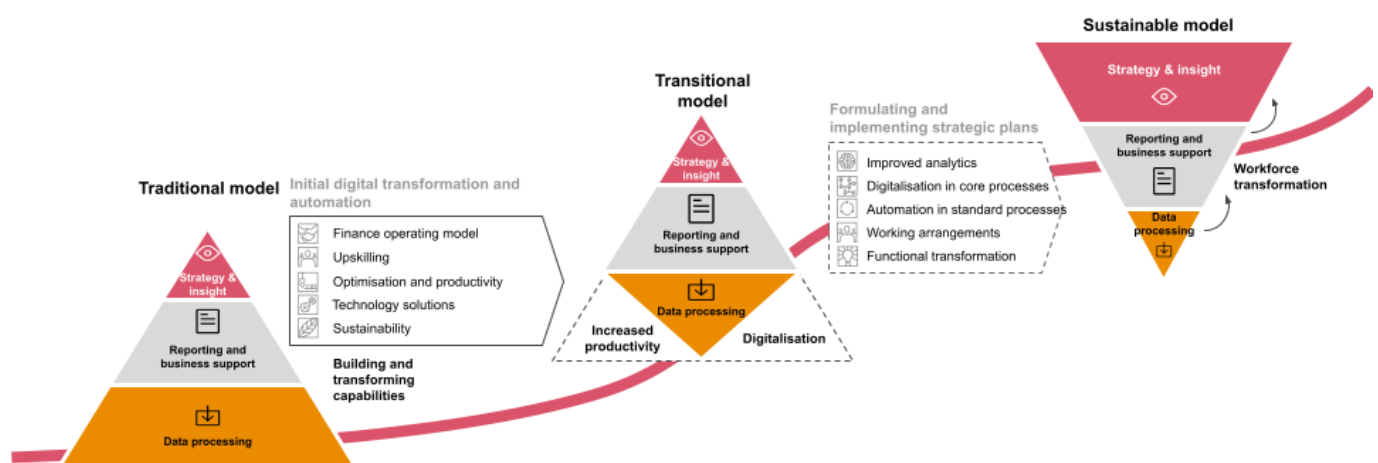 Traditional model
Strategy &
insight
Reporting and
business support
Data processing
Initial digital transformation and
automation
Finance operating model
Upskilling
Optimisation and productivity
Technology solutions
Sustainability
Building and
transforming
capabilities
Transitional
model
Strategy &
insight
Reporting and
business support
Data processing
Increased
productivity
Digitalisation
Formulating and
implementing strategic plans
Improved analytics
Digitalisation in core processes
Automation in standard processes
Working arrangements
Functional transformation
Sustainable model
Strategy & insight
Reporting and
business support
Data
processing
Workforce
transformation